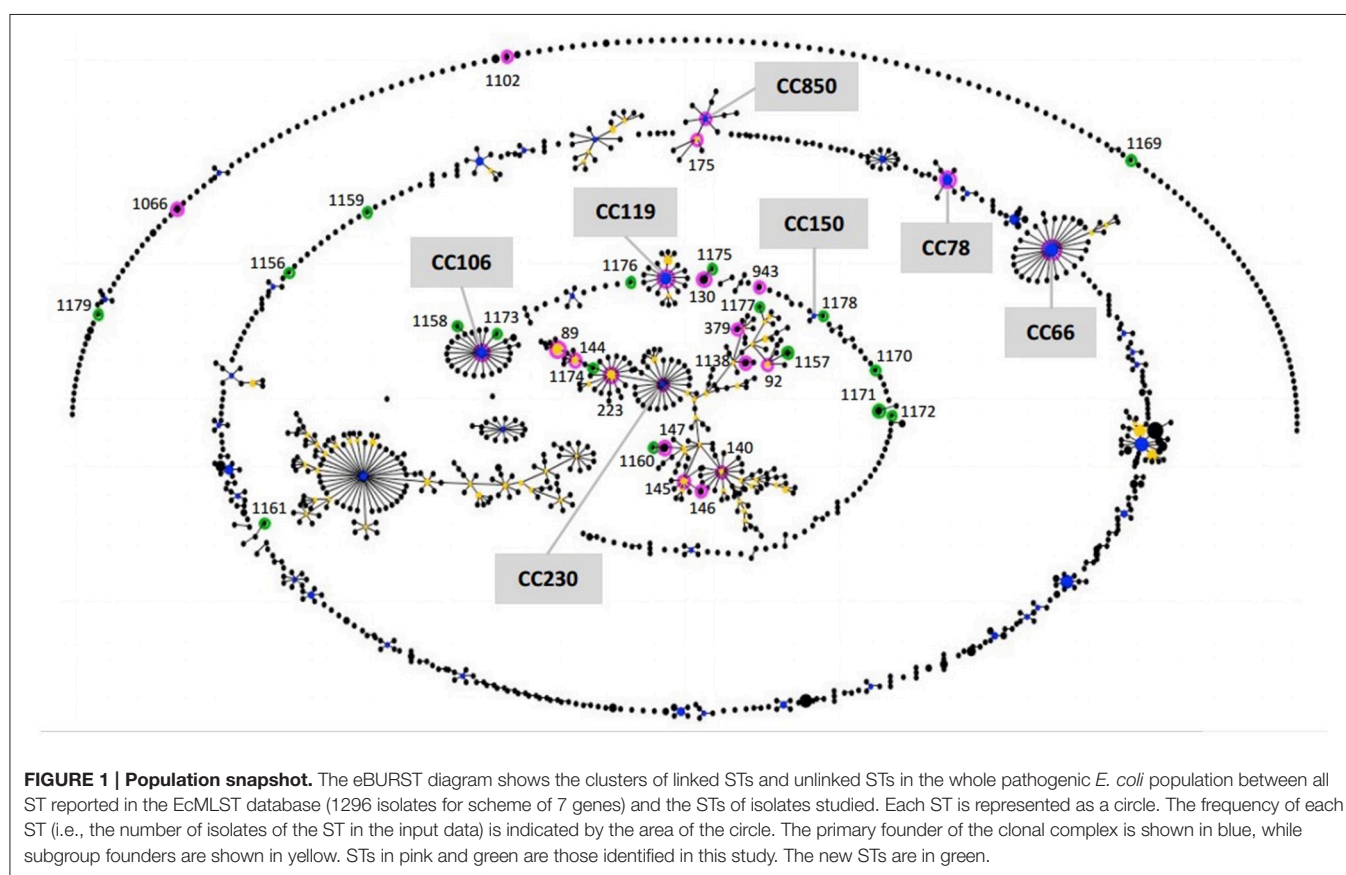 1102
CC850
1169
175
1066
1159
CC119
CC150
CC78
CC106
1156
1176
1175
943
130
1179
1177
1178
CC66
1158
1173
379
89
144
1138
1157
1170
92
1174
1171
1172
223
147
140
1160
145
146
1161
CC230
FIGURE 1 | Population snapshot. The eBURST diagram shows the clusters of linked STs and unlinked STs in the whole pathogenic E. coli population between all
ST reported in the EcMLST database (1296 isolates for scheme of 7 genes) and the STs of isolates studied. Each ST is represented as a circle. The frequency of each
ST (i.e., the number of isolates of the ST in the input data) is indicated by the area of the circle. The primary founder of the clonal complex is shown in blue, while
subgroup founders are shown in yellow. STs in pink and green are those identified in this study. The new STs are in green.